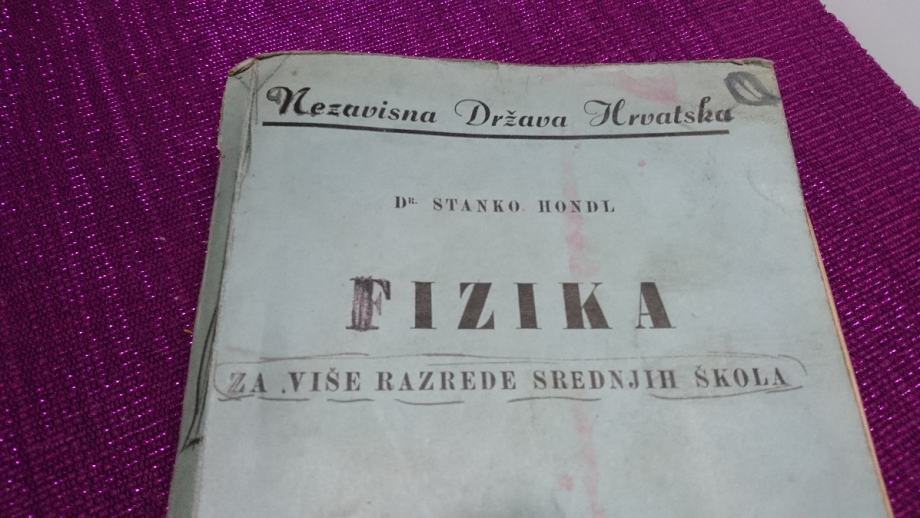 Nezavisna Država Hrvatska
DR. STANKO HONDL
FIZIKA
ZA VIŠE RAZREDE SREDNJIH ŠKOLA